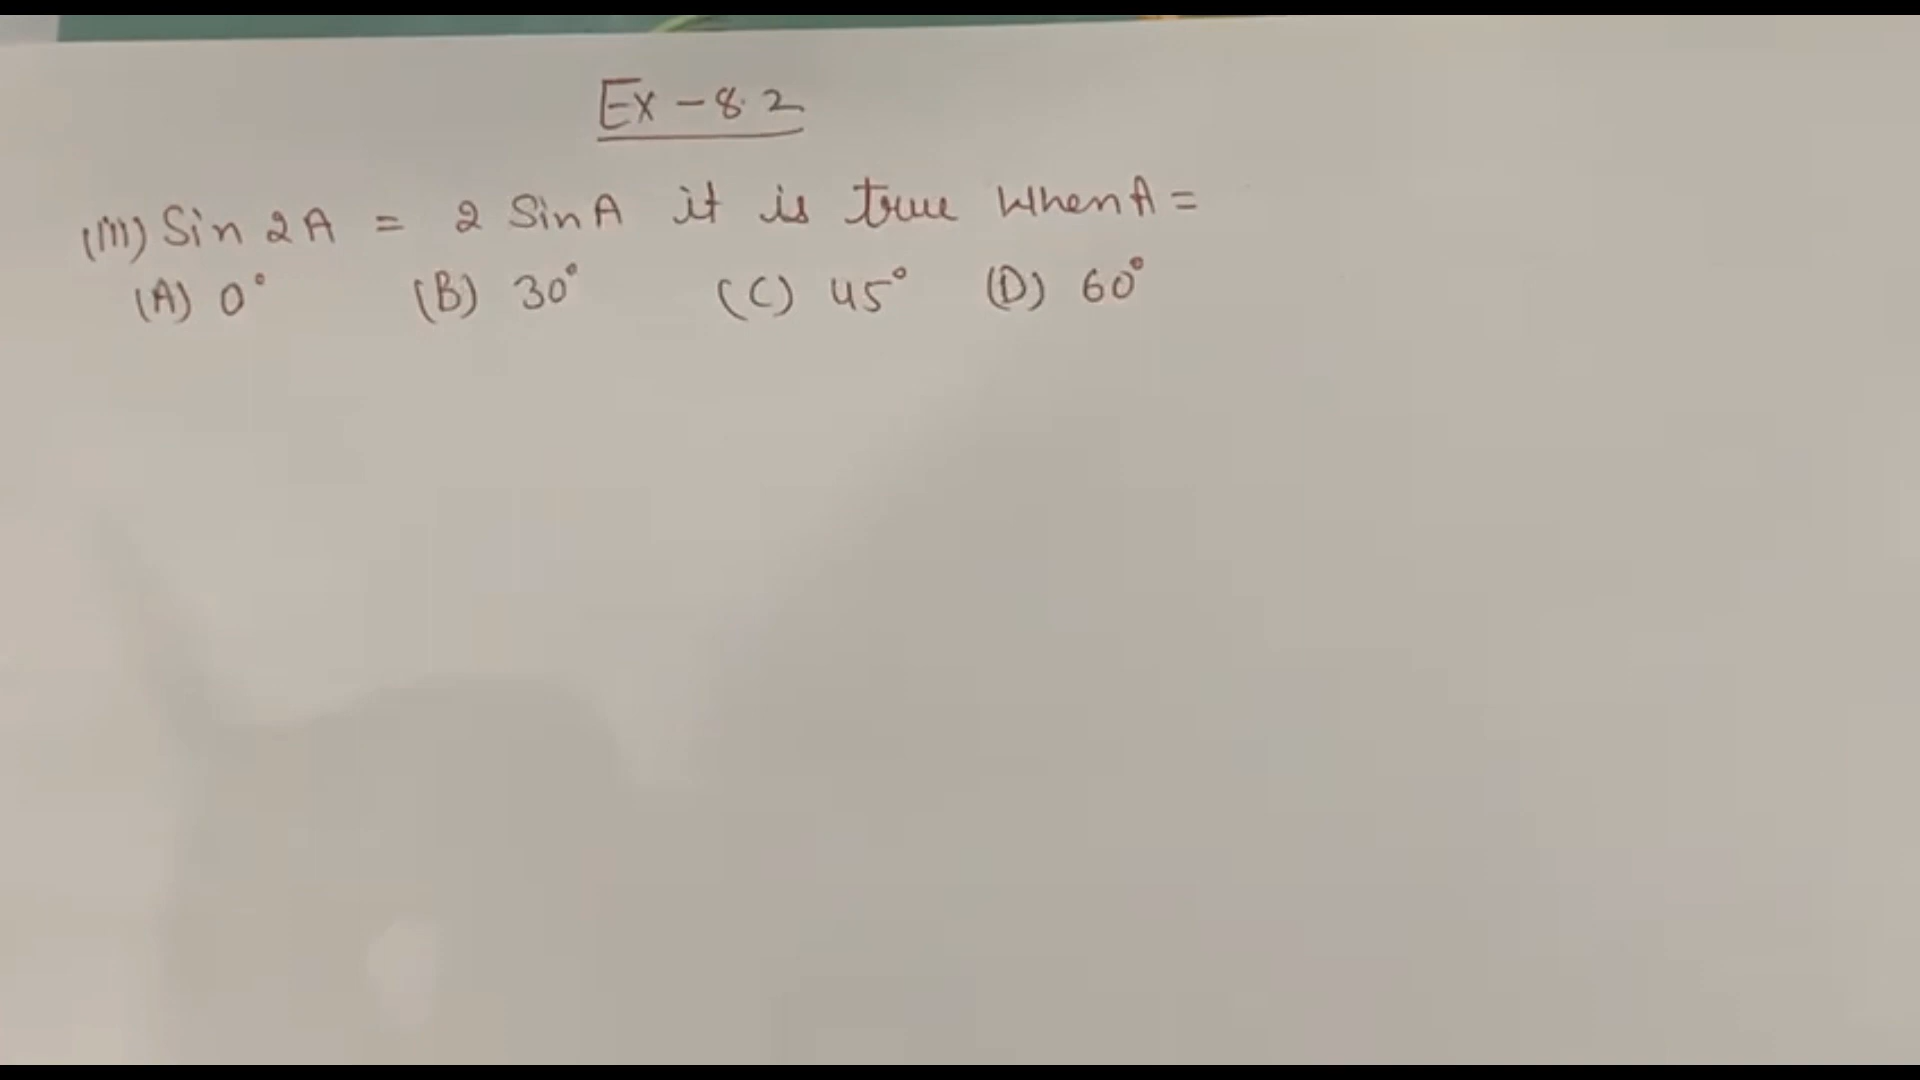 Ex - 8.2
(III) Sin 2A = 2 Sin A it is true when A =
(A) 0° (B) 30° (C) 45° (D) 60°